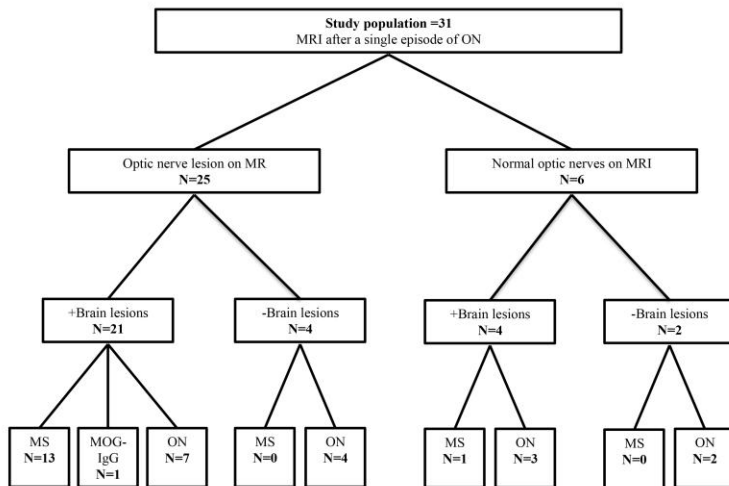 Study population =31
MRI after a single episode of ON
Optic nerve lesion on MR
N=25
Normal optic nerves on MRI
N=6
+Brain lesions
N=21
-Brain lesions
N=4
+Brain lesions
N=4
-Brain lesions
N=2
MS
N=13
MOG-
IgG
N=1
ON
N=7
MS
N=0
ON
N=4
MS
N=1
ON
N=3
MS
N=0
ON
N=2